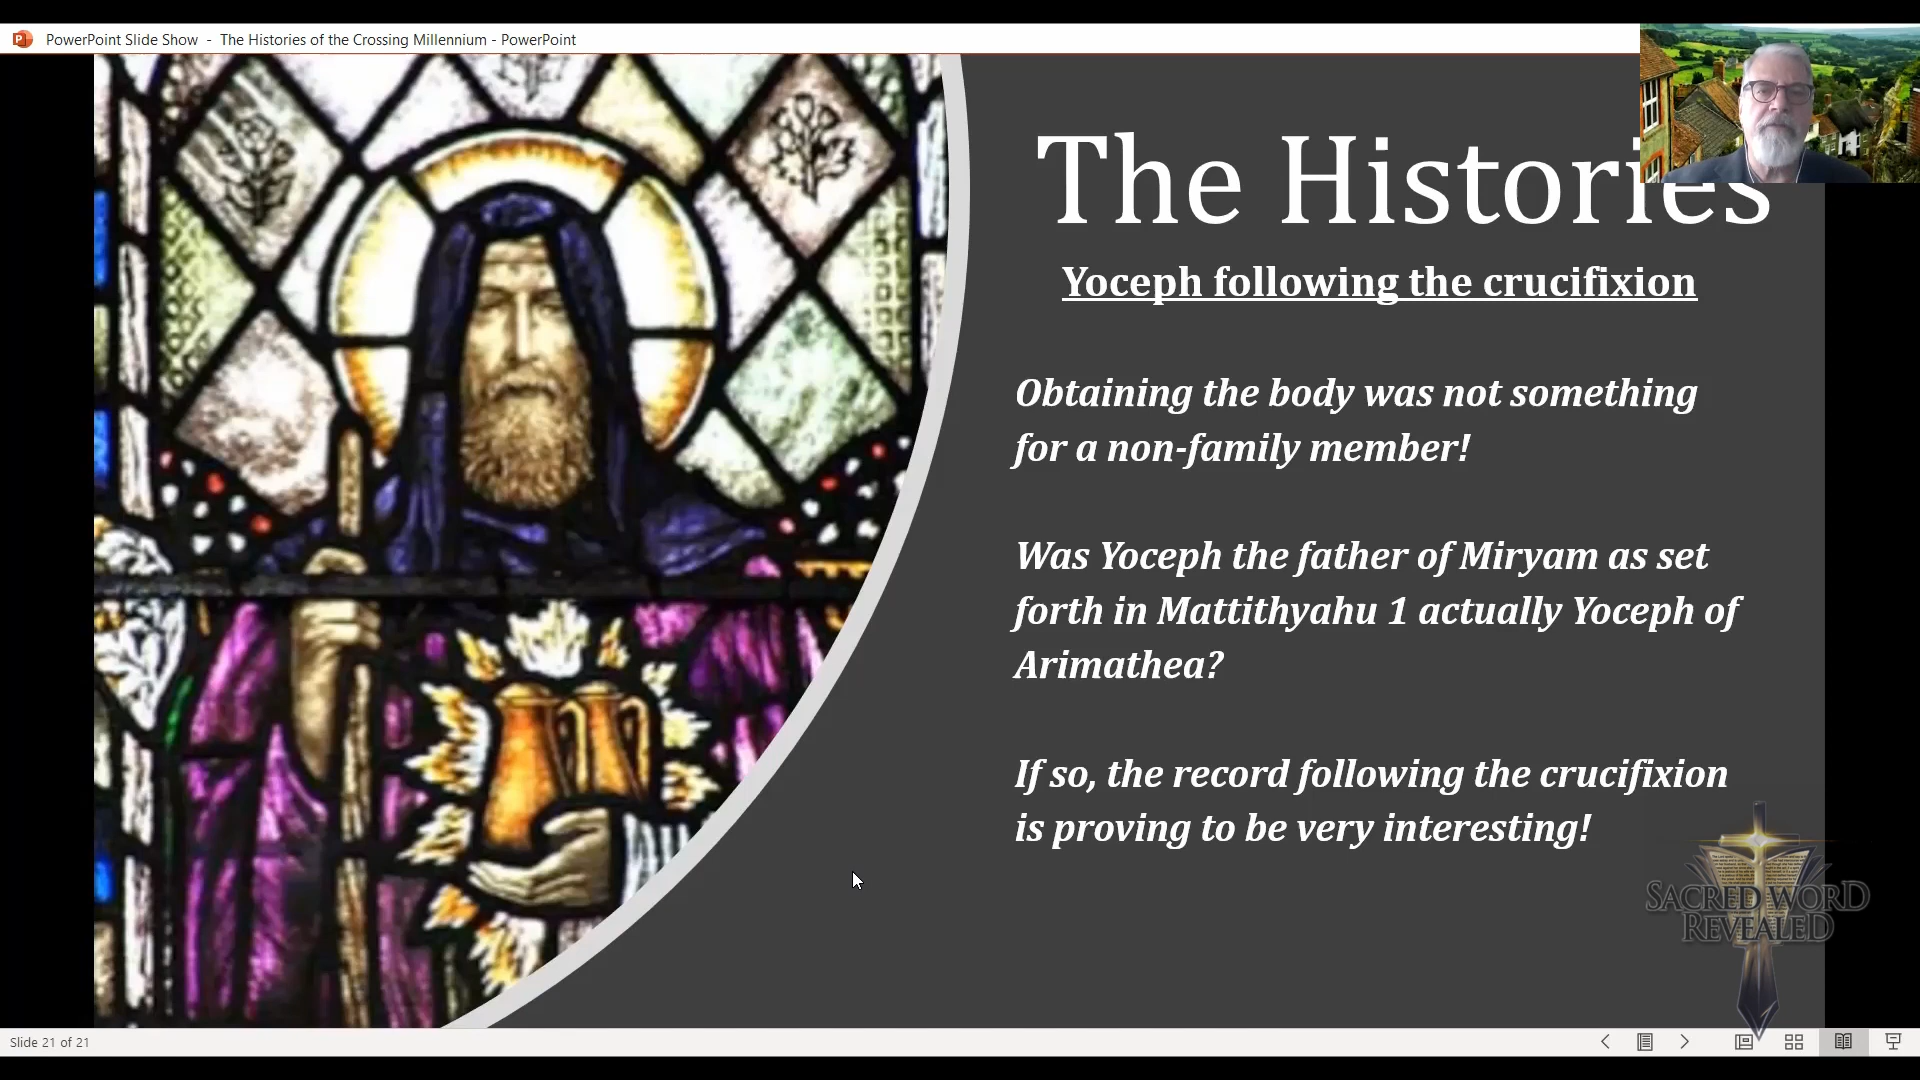 PowerPoint Slide Show - The Histories of the Crossing Millennium - PowerPoint
The Histories
Yoceph following the crucifixion
Obtaining the body was not something
for a non-family member!
Was Yoceph the father of Miryam as set
forth in Mattithyahu 1 actually Yoceph of
Arimathea?
If so, the record following the crucifixion
is proving to be very interesting!
SACRED WORD
REVEALED
Slide 21 of 21